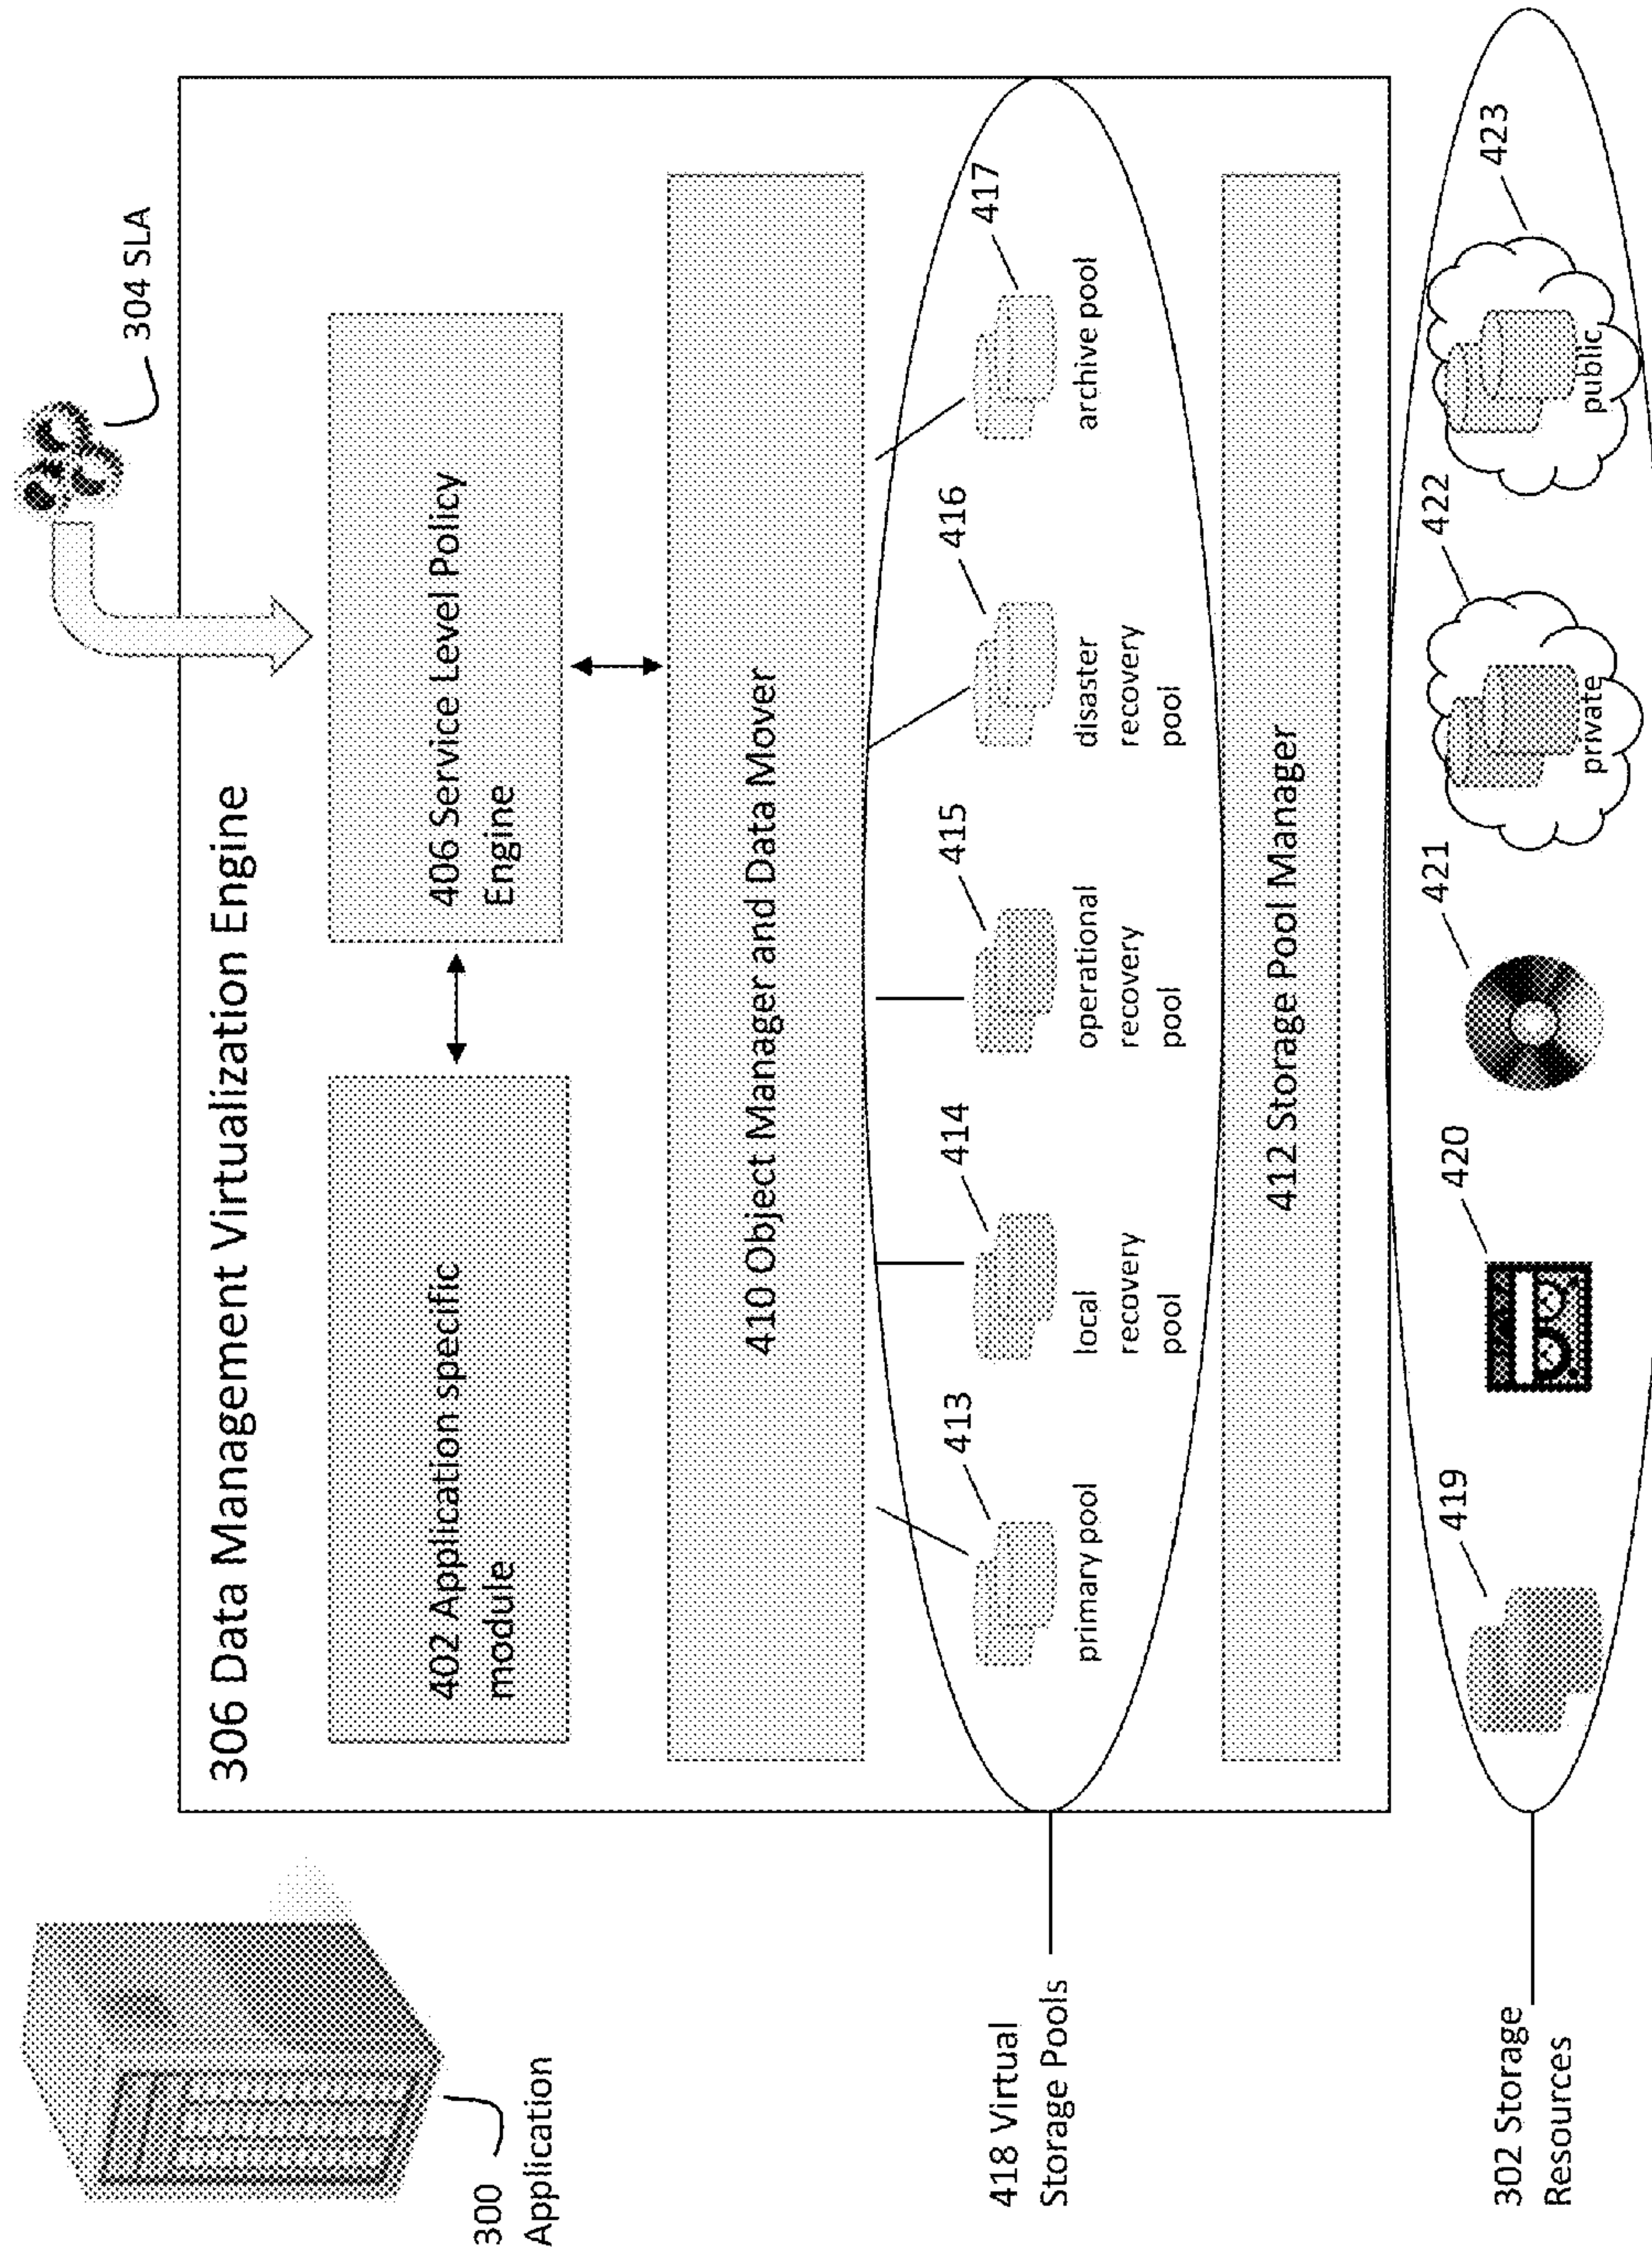 304 SLA
306 Data Management Virtualization Engine
300
Application
402 Application specific
module
406 Service Level Policy
Engine
410 Object Manager and Data Mover
418 Virtual
Storage Pools
413
414
415
416
417
primary pool
local
recovery
pool
operational
recovery
pool
disaster
recovery
pool
archive pool
412 Storage Pool Manager
302 Storage
Resources
419
420
421
422
423
private
public